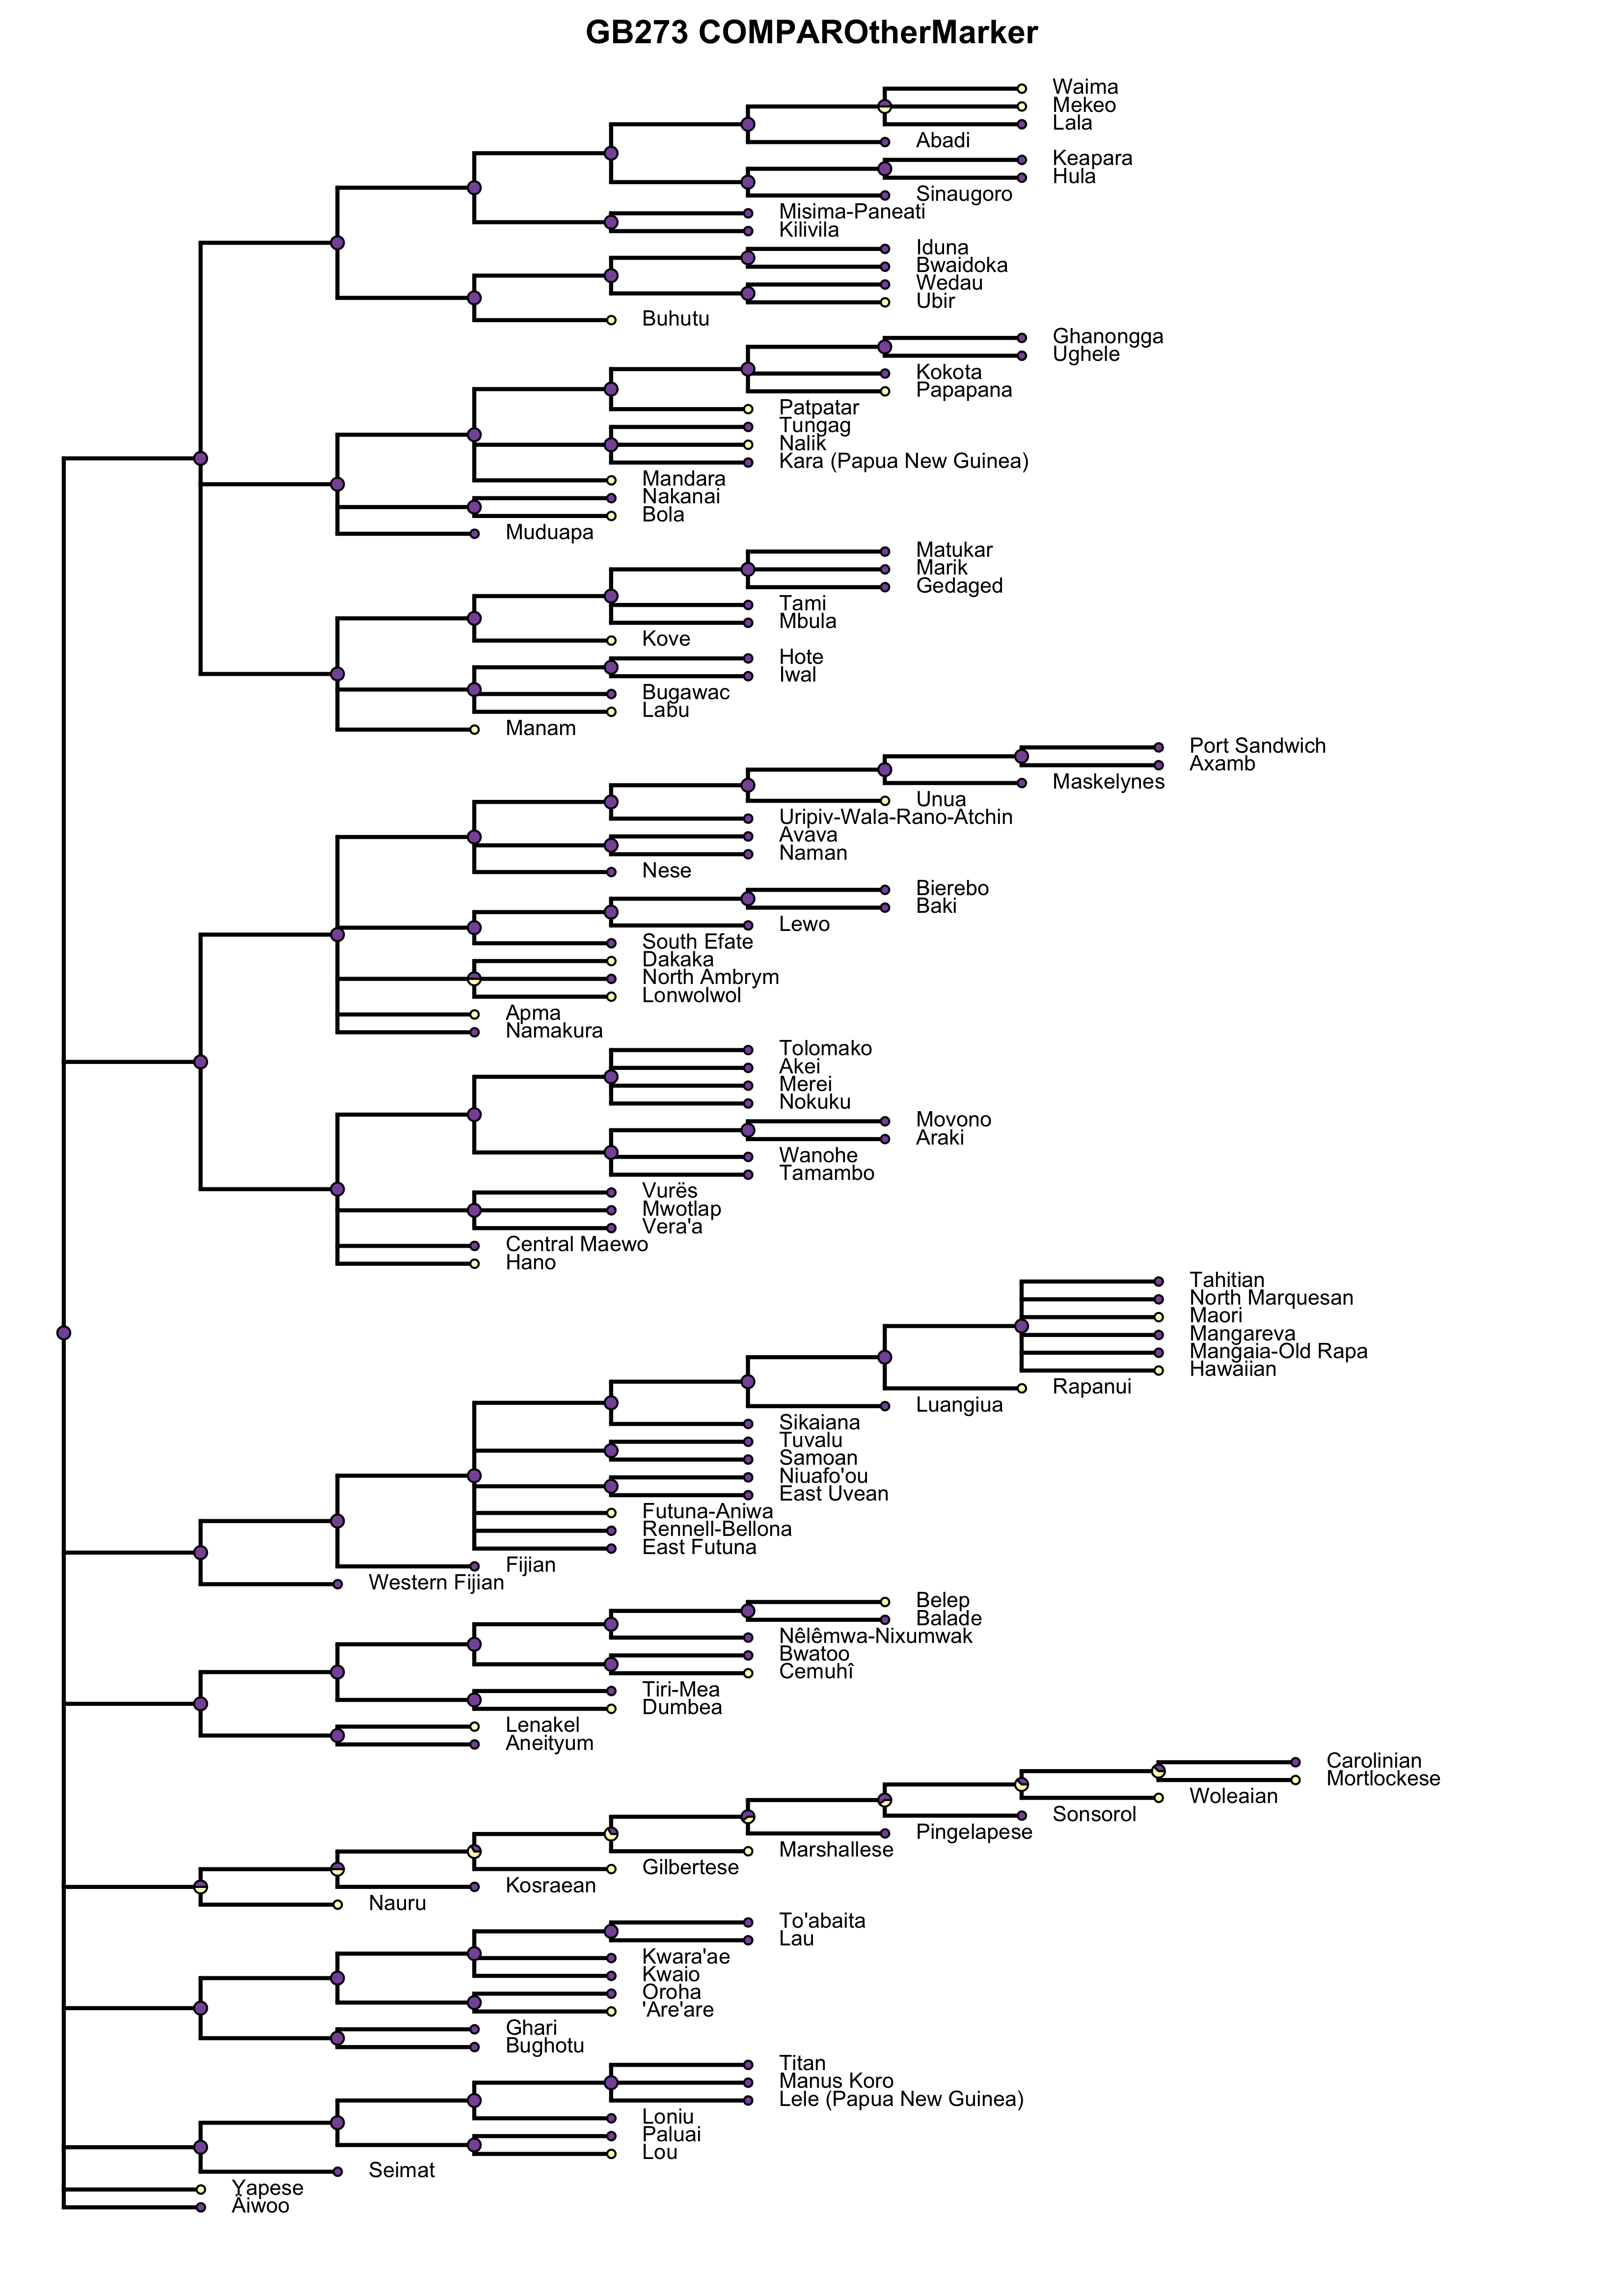 GB273 COMPAROtherMarker
Waima
Mekeo
Lala
Abadi
Keapara
Hula
Sinaugoro
Misima-Paneati
Kilivila
Iduna
Bwaidoka
Wedau
Ubir
Buhutu
Ghanongga
Ughele
Kokota
Papapana
Patpatar
Tungag
Nalik
Kara (Papua New Guinea)
Mandara
Nakanai
Bola
Muduapa
Matukar
Marik
Gedaged
Tami
Mbula
Kove
Hote
Iwal
Bugawac
Labu
Manam
Port Sandwich
Axamb
Maskelynes
Unua
Uripiv-Wala-Rano-Atchin
Avava
Naman
Nese
Bierebo
Baki
Lewo
South Efate
Dakaka
North Ambrym
Lonwolwol
Apma
Namakura
Tolomako
Akei
Merei
Nokuku
Movono
Araki
Wanohe
Tamambo
Vurës
Mwotlap
Vera'a
Central Maewo
Hano
Tahitian
North Marquesan
Maori
Mangareva
Mangaia-Old Rapa
Hawaiian
Rapanui
Luangiua
Sikaiana
Tuvalu
Samoan
Niuafo'ou
East Uvean
Futuna-Aniwa
Rennell-Bellona
East Futuna
Fijian
Western Fijian
Belep
Balade
Nêlêmwa-Nixumwak
Bwatoo
Cemuhî
Tiri-Mea
Dumbea
Lenakel
Aneityum
Carolinian
Mortlockese
Woleaian
Sonsorol
Pingelapese
Marshallese
Gilbertese
Kosraean
Nauru
To'abaita
Lau
Kwara'ae
Kwaio
Oroha
'Are'are
Ghari
Bughotu
Titan
Manus Koro
Lele (Papua New Guinea)
Loniu
Paluai
Lou
Seimat
Yapese
Äiwoo